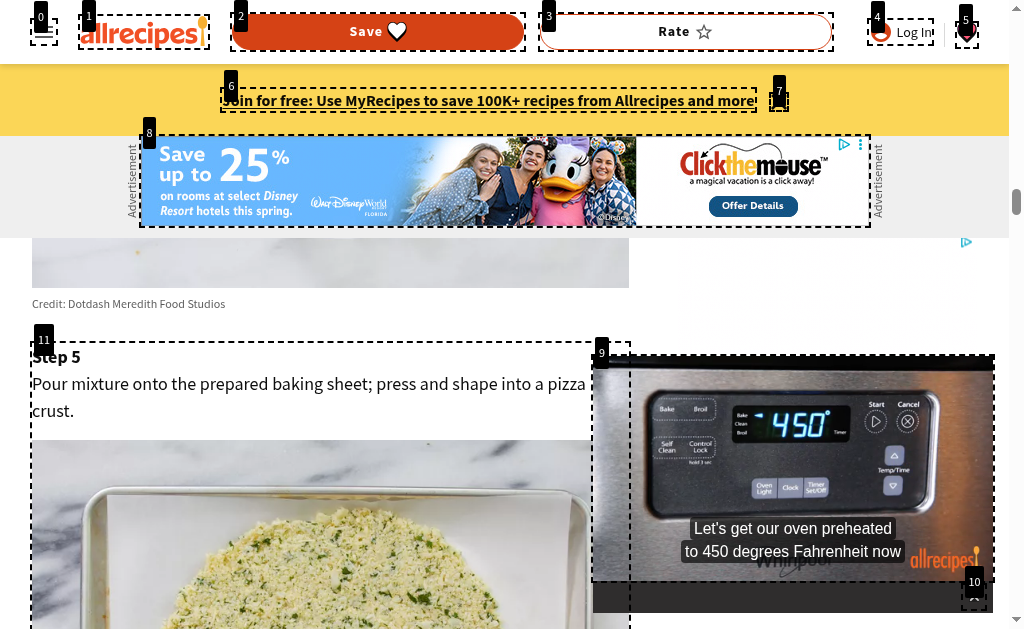 0
1
2
3
4
5
allrecipes
Save
Rate
Log In
6
7
Join for free: Use MyRecipes to save 100K+ recipes from Allrecipes and more
8
Advertisement
Save
up to 25%
on rooms at select Disney
Resort hotels this spring.
Walt Disney World
FLORIDA
©Disney
Clickthemouse™
a magical vacation is a click away!
Offer Details
Advertisement
Credit: Dotdash Meredith Food Studios
11
Step 5
Pour mixture onto the prepared baking sheet; press and shape into a pizza
crust.
9
Bake
Broil
Self
Clean
Control
Lock
hold 3 sec
Bake
Clean
Broil
450°
Timer
Start
Cancel
Temp/Time
Oven
Light
Clock
Timer
Set/Off
Let's get our oven preheated
to 450 degrees Fahrenheit now
Whirlpool
allrecipes
10